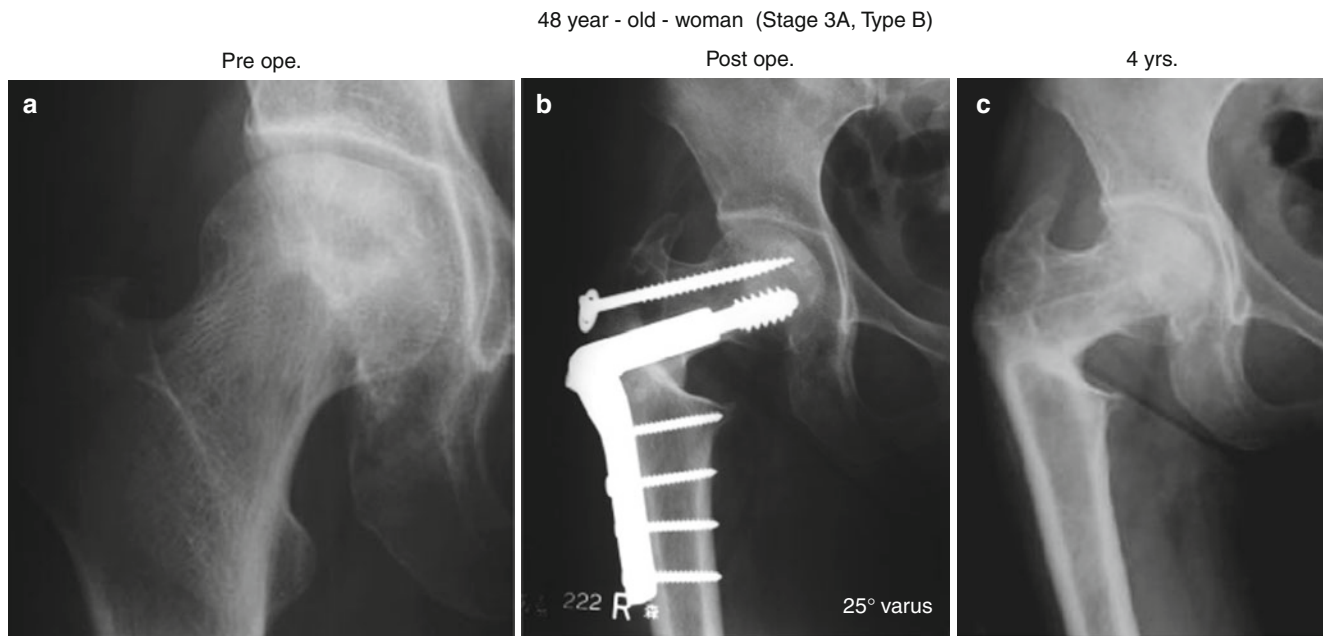 48 year - old - woman (Stage 3A, Type B)
Pre ope.
Post ope.
4 yrs.
a
b
c
222 R
25° varus